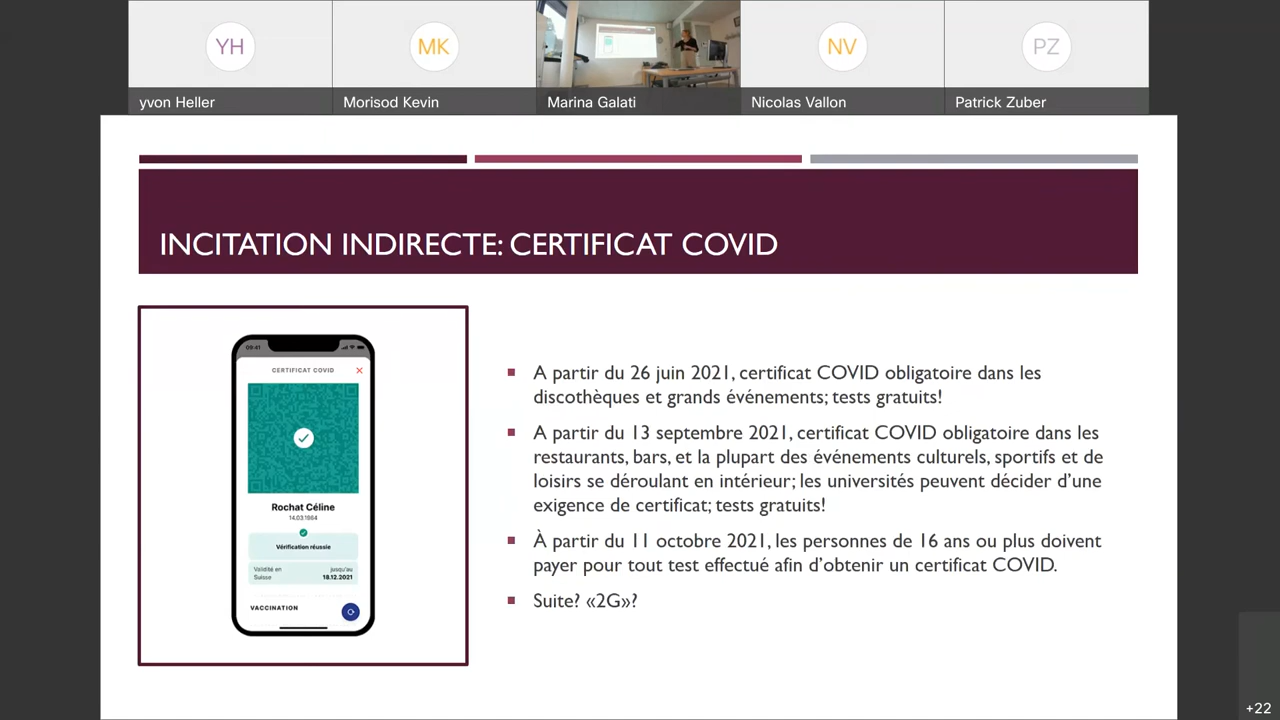 YH
MK
NV
PZ
yvon Heller
Morisod Kevin
Marina Galati
Nicolas Vallon
Patrick Zuber
INCITATION INDIRECTE: CERTIFICAT COVID
09:41
CERTIFICAT COVID
Rochat Céline
14.03.1964
Vérification réussie
Validité en
Suisse
jusqu'au
18.12.2021
VACCINATION
A partir du 26 juin 2021, certificat COVID obligatoire dans les
discothèques et grands événements; tests gratuits!
A partir du 13 septembre 2021, certificat COVID obligatoire dans les
restaurants, bars, et la plupart des événements culturels, sportifs et de
loisirs se déroulant en intérieur; les universités peuvent décider d'une
exigence de certificat; tests gratuits!
À partir du 11 octobre 2021, les personnes de 16 ans ou plus doivent
payer pour tout test effectué afin d'obtenir un certificat COVID.
Suite? «2G»?
+22